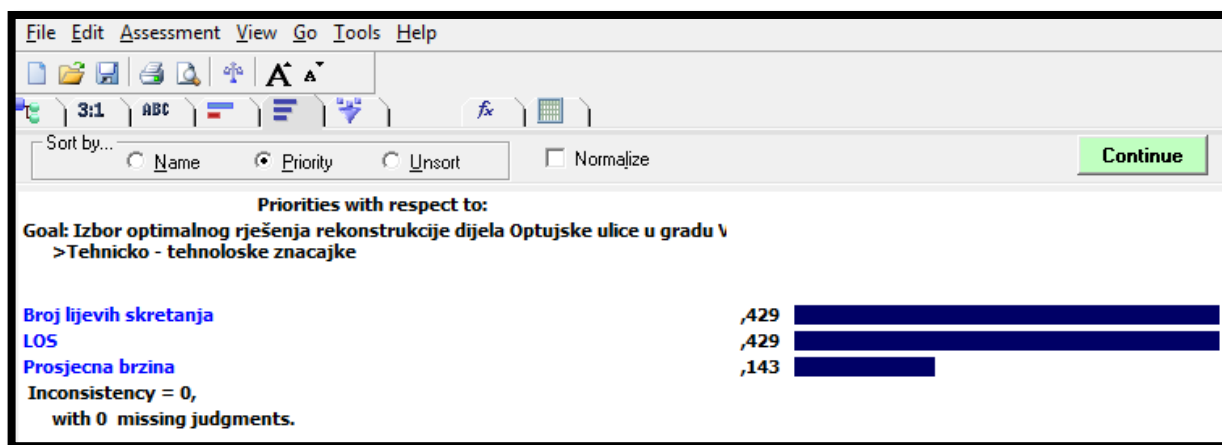 File Edit Assessment View Go Tools Help
A A
3:1 ABC fx
Sort by... Name Priority Unsort Normalize Continue
Priorities with respect to:
Goal: Izbor optimalnog rješenja rekonstrukcije dijela Optujske ulice u gradu V
>Tehnicko - tehnoloske znacajke
Broj lijevih skretanja ,429
LOS ,429
Prosjecna brzina ,143
Inconsistency = 0,
with 0 missing judgments.